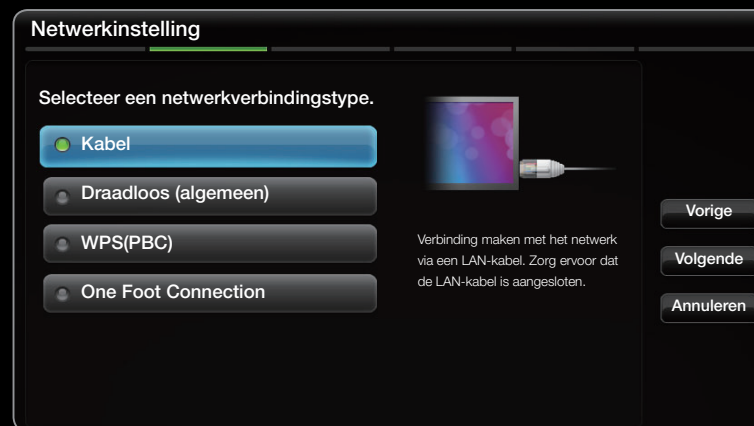 Netwerkinstelling
Selecteer een netwerkverbindingstype.
Kabel
Draadloos (algemeen)
WPS(PBC)
One Foot Connection
Verbinding maken met het netwerk
via een LAN-kabel. Zorg ervoor dat
de LAN-kabel is aangesloten.
Vorige
Volgende
Annuleren